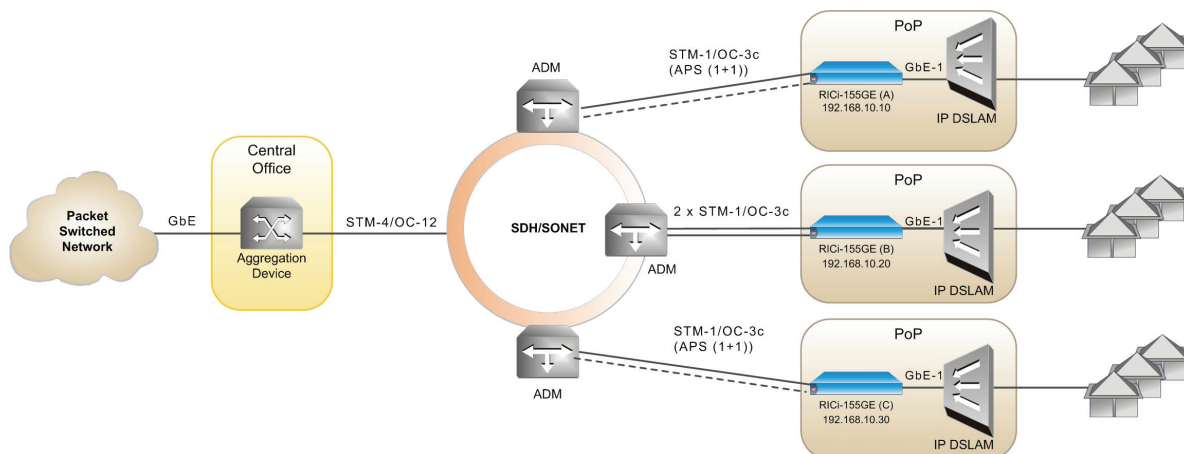 Packet
Switched
Network
GbE
Central
Office
Aggregation
Device
STM-4/OC-12
SDH/SONET
ADM
STM-1/OC-3c
(APS (1+1))
PoP
RICi-155GE (A)
192.168.10.10
GbE-1
IP DSLAM
ADM
2 x STM-1/OC-3c
PoP
RICi-155GE (B)
192.168.10.20
GbE-1
IP DSLAM
ADM
STM-1/OC-3c
(APS (1+1))
PoP
RICi-155GE (C)
192.168.10.30
GbE-1
IP DSLAM